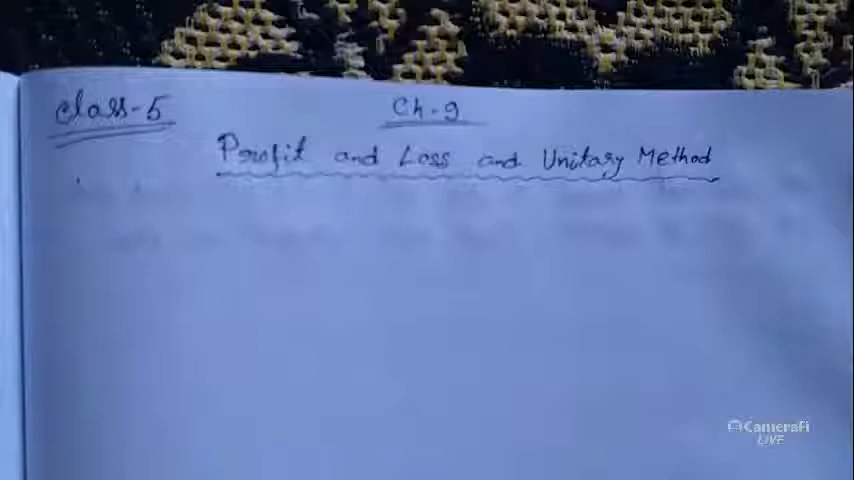 Class-5
Ch-9
Profit and Loss and Unitary Method
CameraFi
LIVE